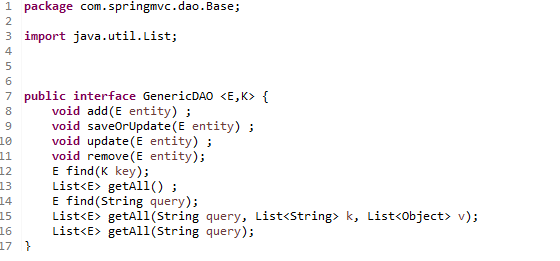 1 package com.springmvc.dao.Base;
2
3 import java.util.List;
4
5
6
7 public interface GenericDAO <E,K> {
8     void add(E entity) ;
9     void saveOrUpdate(E entity) ;
10     void update(E entity) ;
11     void remove(E entity);
12     E find(K key);
13     List<E> getAll() ;
14     E find(String query);
15     List<E> getAll(String query, List<String> k, List<Object> v);
16     List<E> getAll(String query);
17 }